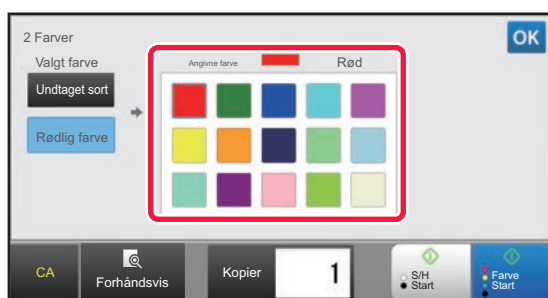 2 Farver
OK
Valgt farve
Angivne farve
Rød
Undtaget sort
Rødlig farve
CA
Forhåndsvis
Kopier
1
S/H
Start
Farve
Start